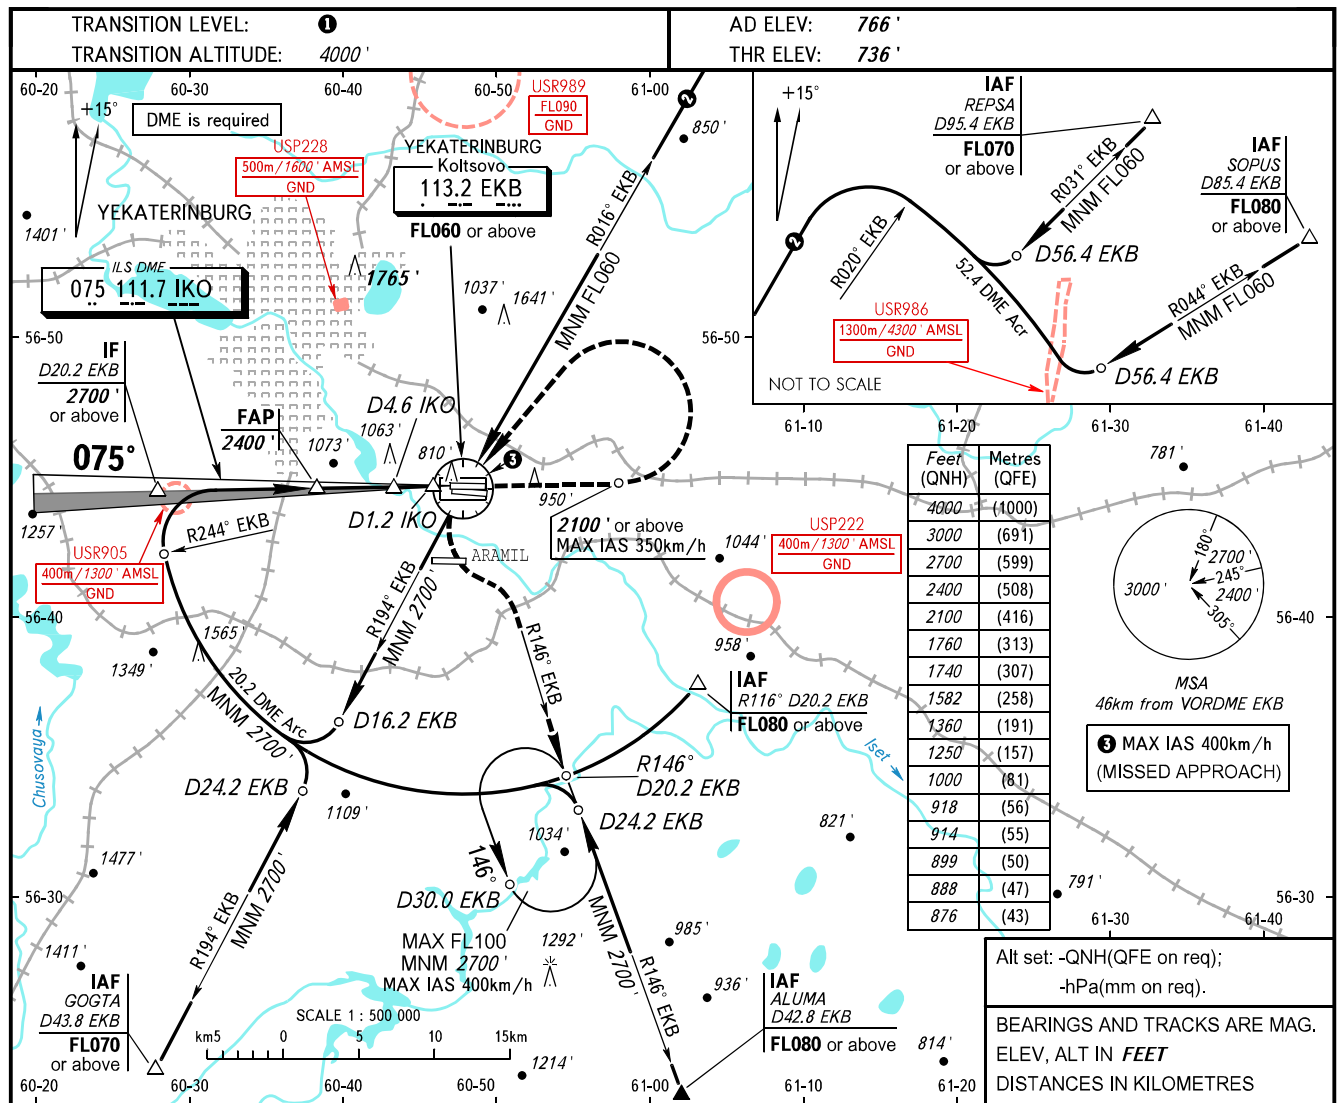 TRANSITION LEVEL: 1
TRANSITION ALTITUDE: 4000'
AD ELEV: 766'
THR ELEV: 736'
60-20 60-30 60-40 60-50 61-00
+15°
DME is required
USR989
FL090
GND
2
850'
USP228
500m/1600' AMSL
GND
YEKATERINBURG
Koltsovo
113.2 EKB
FL060 or above
1401'
YEKATERINBURG
ILS DME
075 111.7 IKO
1765'
1037'
1641'
R016° EKB
MNM FL060
56-50
IF
D20.2 EKB
2700'
or above
FAP
2400'
D4.6 IKO
1073'
1063'
810'
3
075°
1257'
R244° EKB
D1.2 IKO
950'
2100' or above
MAX IAS 350km/h
USR905
400m/1300' AMSL
GND
ARAMIL
1044'
USP222
400m/1300' AMSL
GND
56-40
R194° EKB
MNM 2700'
R146° EKB
1565'
1349'
958'
20.2 DME Arc
MNM 2700'
D16.2 EKB
IAF
R116° D20.2 EKB
FL080 or above
Chusovaya
Iset
D24.2 EKB
1109'
R146°
D20.2 EKB
D24.2 EKB
1034'
821'
1477'
146°
56-30
D30.0 EKB
R194° EKB
MNM 2700'
MNM 2700'
R146° EKB
MAX FL100
MNM 2700'
MAX IAS 400km/h
1292'
985'
936'
791'
1411'
IAF
GOGTA
D43.8 EKB
FL070
or above
SCALE 1 : 500 000
km5 0 5 10 15km
1214'
IAF
ALUMA
D42.8 EKB
FL080 or above
814'
60-20 60-30 60-40 60-50 61-00 61-10 61-20
+15°
IAF
REPSA
D95.4 EKB
FL070
or above
IAF
SOPUS
D85.4 EKB
FL080
or above
R031° EKB
MNM FL060
2
R020° EKB
D56.4 EKB
52.4 DME Acr
R044° EKB
MNM FL060
USR986
1300m/4300' AMSL
GND
D56.4 EKB
NOT TO SCALE
56-50
61-10 61-20 61-30 61-40
781'
Feet Metres
(QNH) (QFE)
4000 (1000)
3000 (691)
2700 (599)
2400 (508)
2100 (416)
1760 (313)
1740 (307)
1582 (258)
1360 (191)
1250 (157)
1000 (81)
918 (56)
914 (55)
899 (50)
888 (47)
876 (43)
180°
2700'
3000'
245°
2400'
305°
56-40
MSA
46km from VORDME EKB
3 MAX IAS 400km/h
(MISSED APPROACH)
56-30
61-30 61-40
Alt set: -QNH(QFE on req);
-hPa(mm on req).
BEARINGS AND TRACKS ARE MAG.
ELEV, ALT IN FEET
DISTANCES IN KILOMETRES